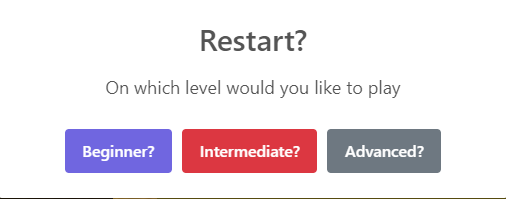 Restart?
On which level would you like to play
Beginner? Intermediate? Advanced?